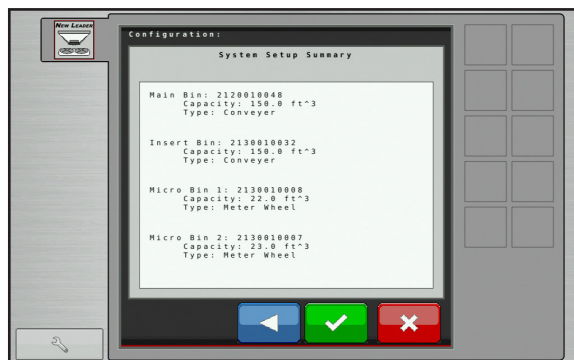 NEW LEADER
Configuration:
System Setup Summary
Main Bin: 2120010048
Capacity: 150.0 ft^3
Type: Conveyer
Insert Bin: 2130010032
Capacity: 150.0 ft^3
Type: Conveyer
Micro Bin 1: 2130010008
Capacity: 22.0 ft^3
Type: Meter Wheel
Micro Bin 2: 2130010007
Capacity: 23.0 ft^3
Type: Meter Wheel